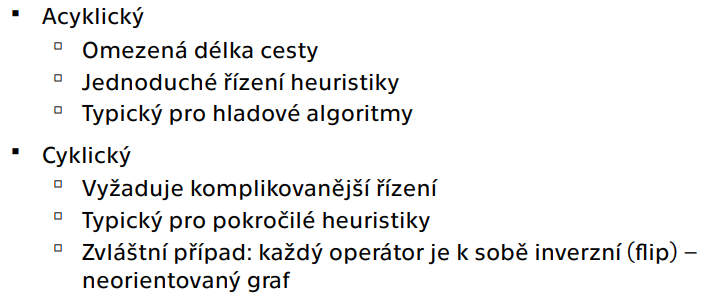 Acyklický
Omezená délka cesty
Jednoduché řízení heuristiky
Typický pro hladové algoritmy
Cyklický
Vyžaduje komplikovanější řízení
Typický pro pokročilé heuristiky
Zvláštní případ: každý operátor je k sobě inverzní (flip) –
neorientovaný graf